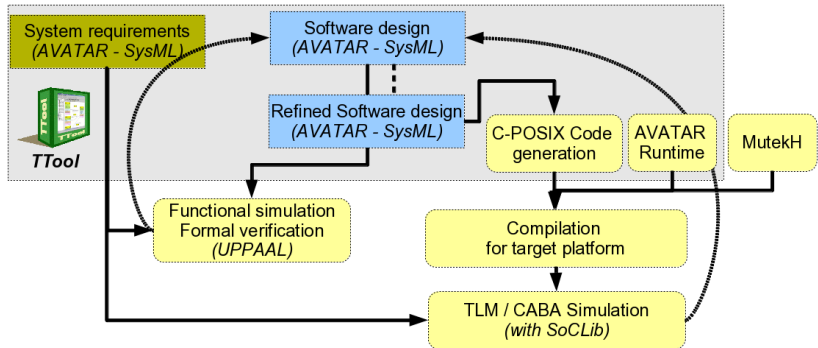 System requirements
(AVATAR - SysML)
Software design
(AVATAR - SysML)
Refined Software design
(AVATAR - SysML)
TTool
C-POSIX Code
generation
AVATAR
Runtime
MutekH
Functional simulation
Formal verification
(UPPAAL)
Compilation
for target platform
TLM / CABA Simulation
(with SoCLib)